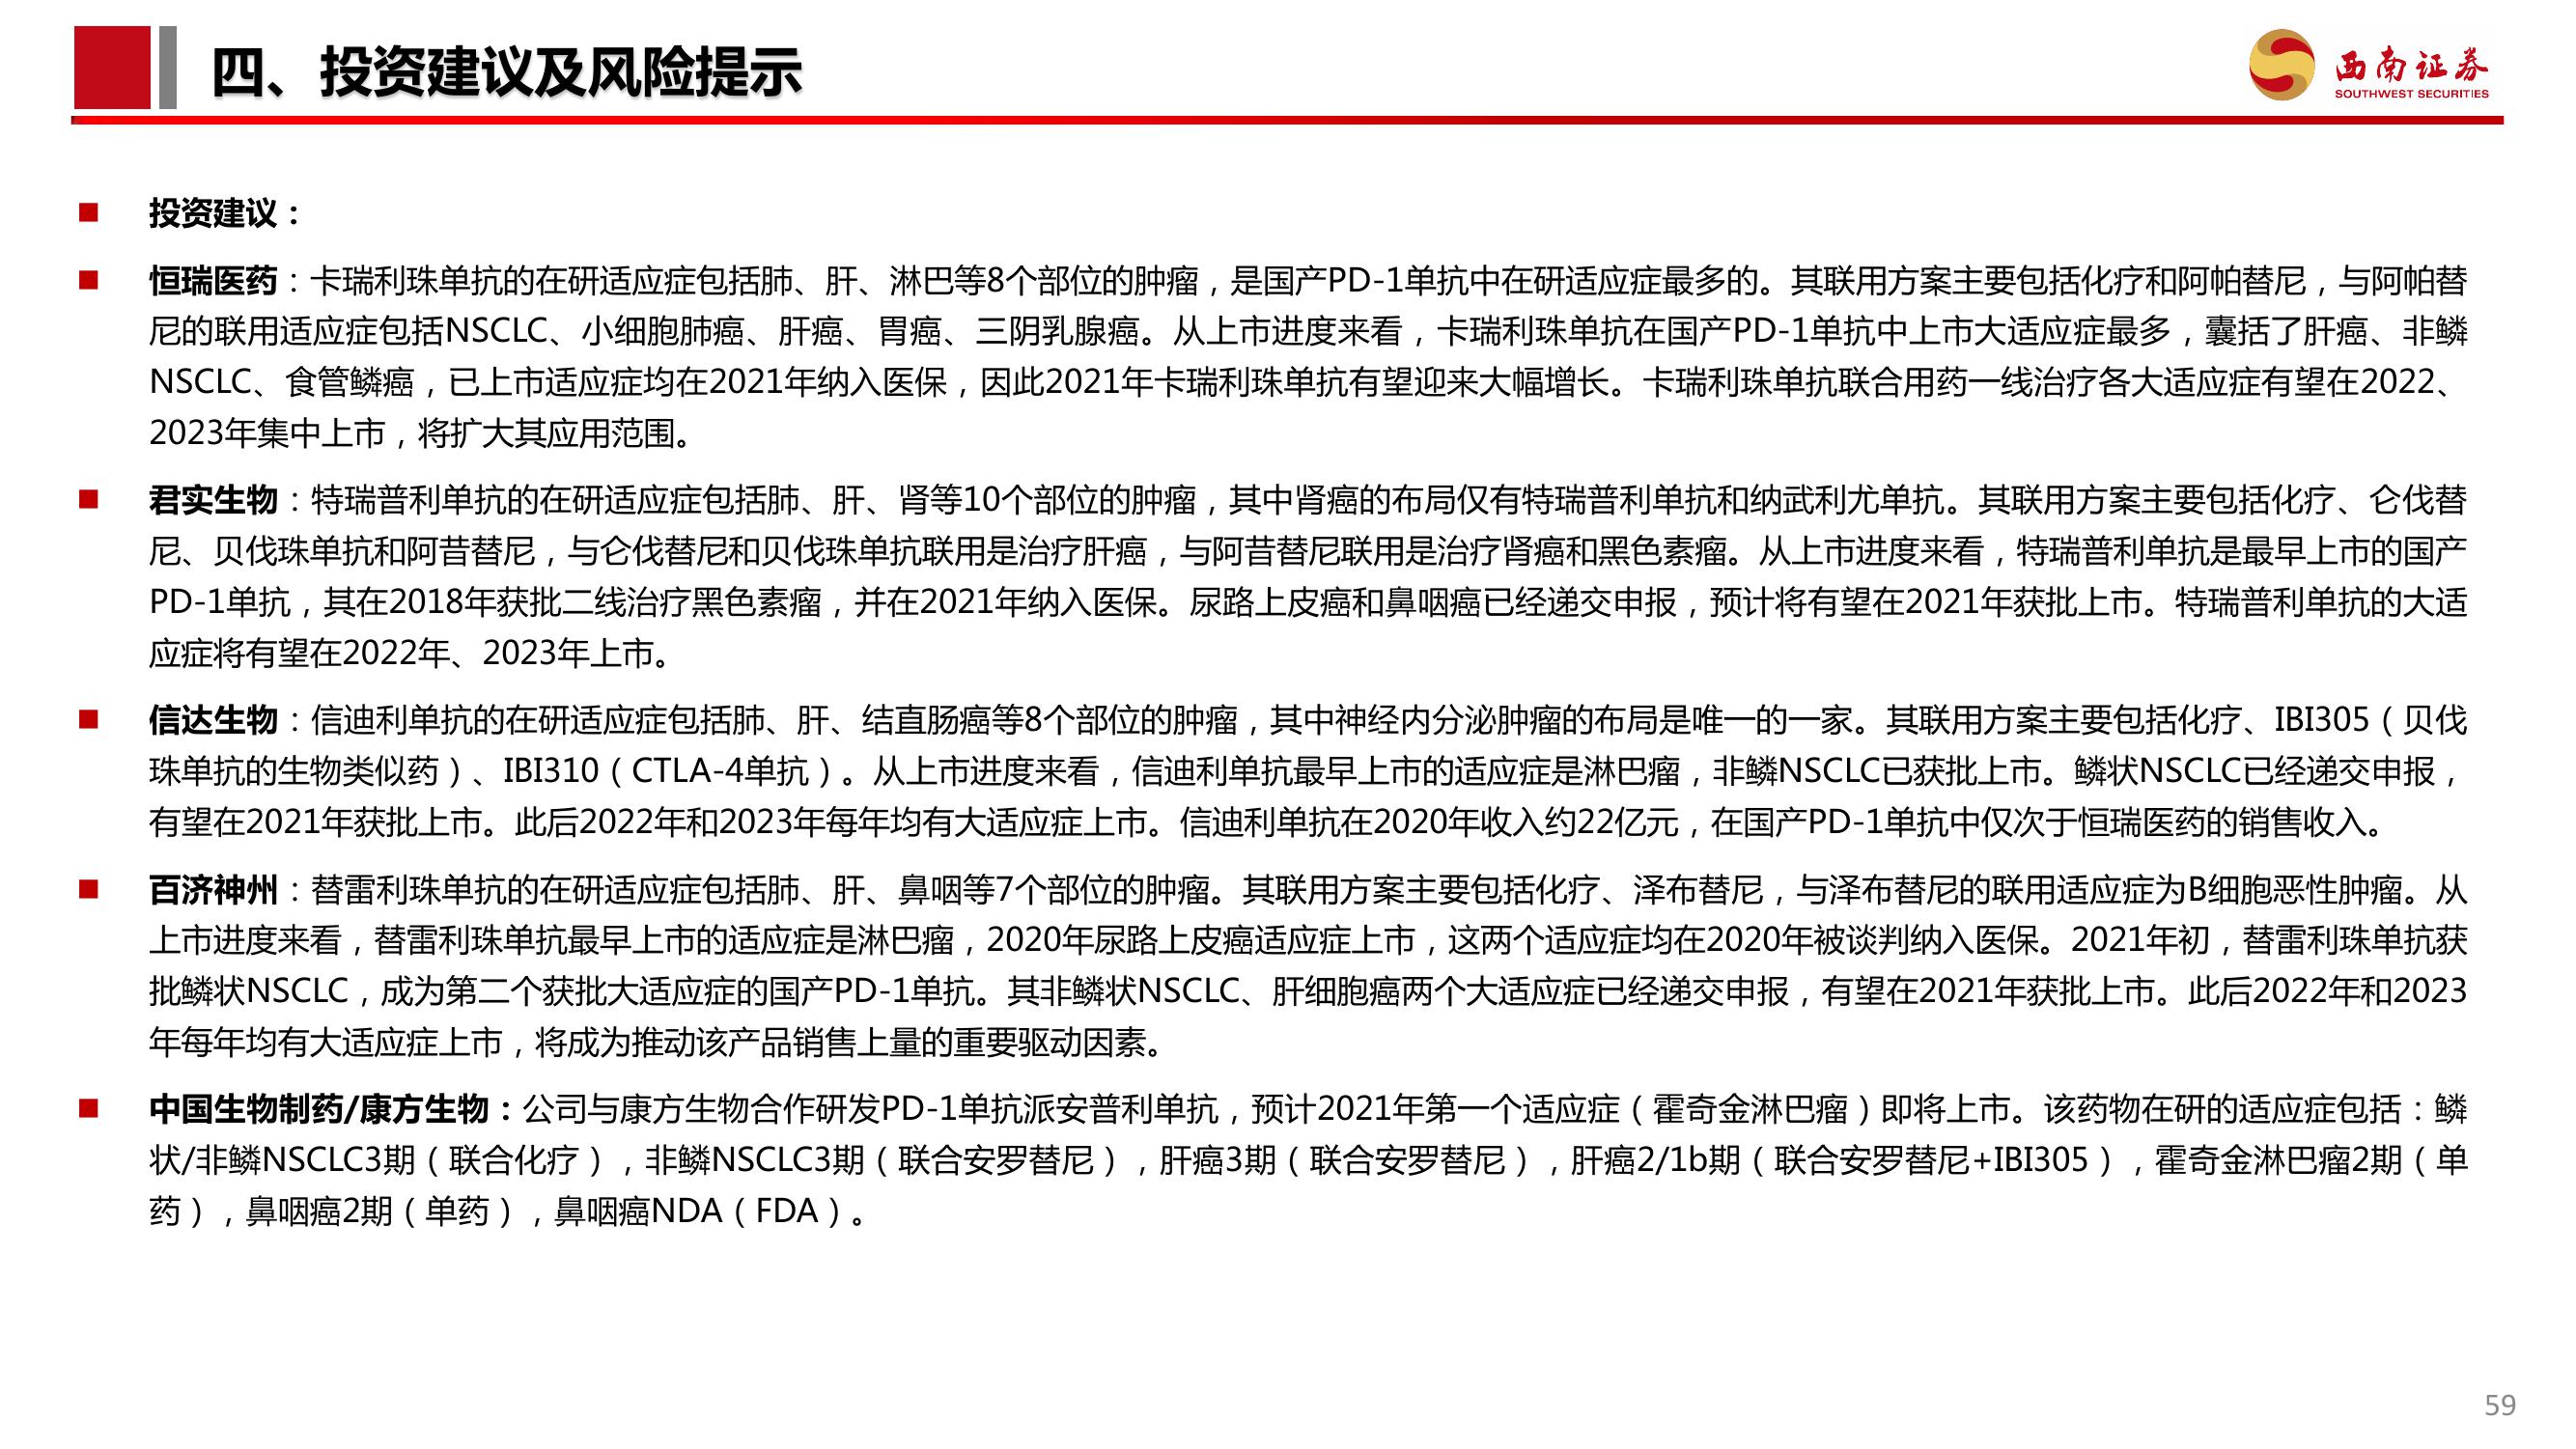 四、投资建议及风险提示
西南证券
SOUTHWEST SECURITIES
■ 投资建议：
■ 恒瑞医药：卡瑞利珠单抗的在研适应症包括肺、肝、淋巴等8个部位的肿瘤，是国产PD-1单抗中在研适应症最多的。其联用方案主要包括化疗和阿帕替尼，与阿帕替
尼的联用适应症包括NSCLC、小细胞肺癌、肝癌、胃癌、三阴乳腺癌。从上市进度来看，卡瑞利珠单抗在国产PD-1单抗中上市大适应症最多，囊括了肝癌、非鳞
NSCLC、食管鳞癌，已上市适应症均在2021年纳入医保，因此2021年卡瑞利珠单抗有望迎来大幅增长。卡瑞利珠单抗联合用药一线治疗各大适应症有望在2022、
2023年集中上市，将扩大其应用范围。
■ 君实生物：特瑞普利单抗的在研适应症包括肺、肝、肾等10个部位的肿瘤，其中肾癌的布局仅有特瑞普利单抗和纳武利尤单抗。其联用方案主要包括化疗、仑伐替
尼、贝伐珠单抗和阿昔替尼，与仑伐替尼和贝伐珠单抗联用是治疗肝癌，与阿昔替尼联用是治疗肾癌和黑色素瘤。从上市进度来看，特瑞普利单抗是最早上市的国产
PD-1单抗，其在2018年获批二线治疗黑色素瘤，并在2021年纳入医保。尿路上皮癌和鼻咽癌已经递交申报，预计将有望在2021年获批上市。特瑞普利单抗的大适
应症将有望在2022年、2023年上市。
■ 信达生物：信迪利单抗的在研适应症包括肺、肝、结直肠癌等8个部位的肿瘤，其中神经内分泌肿瘤的布局是唯一的一家。其联用方案主要包括化疗、IBI305（贝伐
珠单抗的生物类似药）、IBI310（CTLA-4单抗）。从上市进度来看，信迪利单抗最早上市的适应症是淋巴瘤，非鳞NSCLC已获批上市。鳞状NSCLC已经递交申报，
有望在2021年获批上市。此后2022年和2023年每年均有大适应症上市。信迪利单抗在2020年收入约22亿元，在国产PD-1单抗中仅次于恒瑞医药的销售收入。
■ 百济神州：替雷利珠单抗的在研适应症包括肺、肝、鼻咽等7个部位的肿瘤。其联用方案主要包括化疗、泽布替尼，与泽布替尼的联用适应症为B细胞恶性肿瘤。从
上市进度来看，替雷利珠单抗最早上市的适应症是淋巴瘤，2020年尿路上皮癌适应症上市，这两个适应症均在2020年被谈判纳入医保。2021年初，替雷利珠单抗获
批鳞状NSCLC，成为第二个获批大适应症的国产PD-1单抗。其非鳞状NSCLC、肝细胞癌两个大适应症已经递交申报，有望在2021年获批上市。此后2022年和2023
年每年均有大适应症上市，将成为推动该产品销售上量的重要驱动因素。
■ 中国生物制药/康方生物：公司与康方生物合作研发PD-1单抗派安普利单抗，预计2021年第一个适应症（霍奇金淋巴瘤）即将上市。该药物在研的适应症包括：鳞
状/非鳞NSCLC3期（联合化疗），非鳞NSCLC3期（联合安罗替尼），肝癌3期（联合安罗替尼），肝癌2/1b期（联合安罗替尼+IBI305），霍奇金淋巴瘤2期（单
药），鼻咽癌2期（单药），鼻咽癌NDA（FDA）。
59